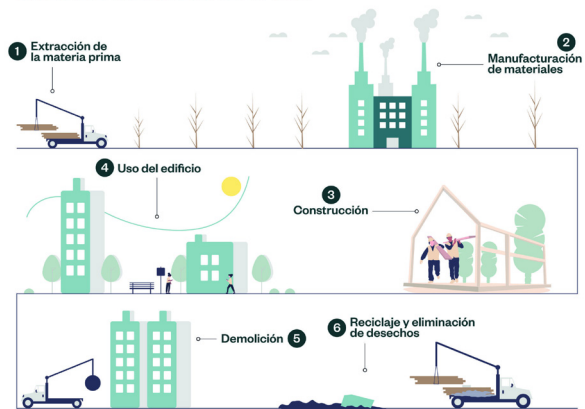 1 Extracción de
la materia prima
2
Manufacturación
de materiales
3
Construcción
4 Uso del edificio
Demolición 5
6 Reciclaje y eliminación
de desechos